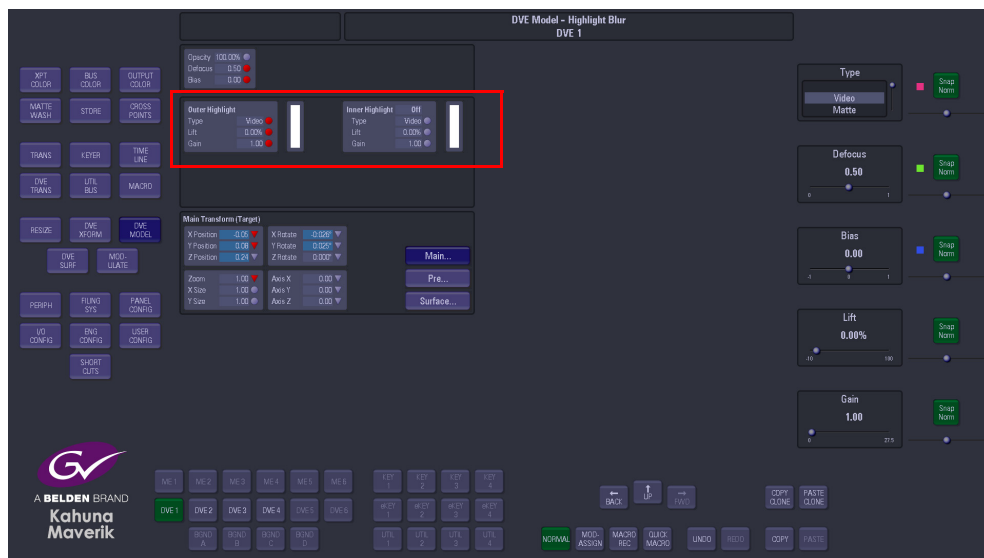 DVE Model - Highlight Blur
DVE 1
Opacity 100.00%
Defocus 0.50
Bias 0.00
Outer Highlight
Type Video
Lift 0.00%
Gain 1.00
Inner Highlight Off
Type Video
Lift 0.00%
Gain 1.00
Main Transform (Target)
X Position -0.05 X Rotate -0.026°
Y Position 0.08 Y Rotate 0.025°
Z Position 0.24 Z Rotate 0.000°
Zoom 1.00 Axis X 0.00
X Size 1.00 Axis Y 0.00
Y Size 1.00 Axis Z 0.00
Main...
Pre...
Surface...
XPT COLOR
BUS COLOR
OUTPUT COLOR
MATTE WASH
STORE
CROSS POINTS
TRANS
KEYER
TIME LINE
DVE TRANS
UTIL BUS
MACRO
RESIZE
DVE XFORM
DVE MODEL
DVE SURF
MOD- ULATE
PERIPH
FILING SYS
PANEL CONFIG
I/O CONFIG
ENG CONFIG
USER CONFIG
SHORT CUTS
Type
Video
Matte
Snap Norm
Defocus
0.50
0 1
Snap Norm
Bias
0.00
-1 0 1
Snap Norm
Lift
0.00%
-10 100
Snap Norm
Gain
1.00
0 27.5
Snap Norm
GV
A BELDEN BRAND
Kahuna
Maverik
ME 1 ME 2 ME 3 ME 4 ME 5 ME 6
DVE 1 DVE 2 DVE 3 DVE 4 DVE 5 DVE 6
BGND A BGND B BGND C BGND D
KEY 1 KEY 2 KEY 3 KEY 4
eKEY 1 eKEY 2 eKEY 3 eKEY 4
UTIL 1 UTIL 2 UTIL 3 UTIL 4
BACK UP FWD
COPY CLONE PASTE CLONE
NORMAL MOD- ASSIGN MACRO REC QUICK MACRO UNDO REDO COPY PASTE